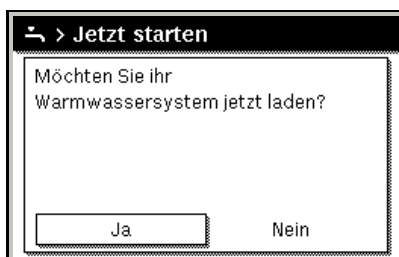 > Jetzt starten
Möchten Sie ihr
Warmwassersystem jetzt laden?
Ja
Nein